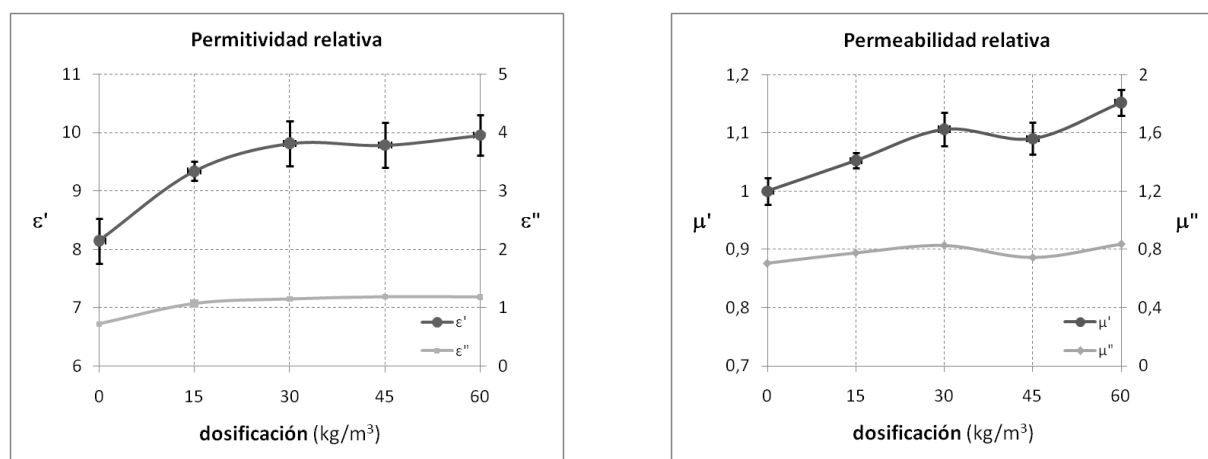 Permitividad relativa
11
10
9
8
7
6
5
4
3
2
1
0
ε'
ε"
ε'
ε"
0 15 30 45 60
dosificación (kg/m³)
Permeabilidad relativa
1,2
1,1
1
0,9
0,8
0,7
2
1,6
1,2
0,8
0,4
0
μ'
μ"
μ'
μ"
0 15 30 45 60
dosificación (kg/m³)